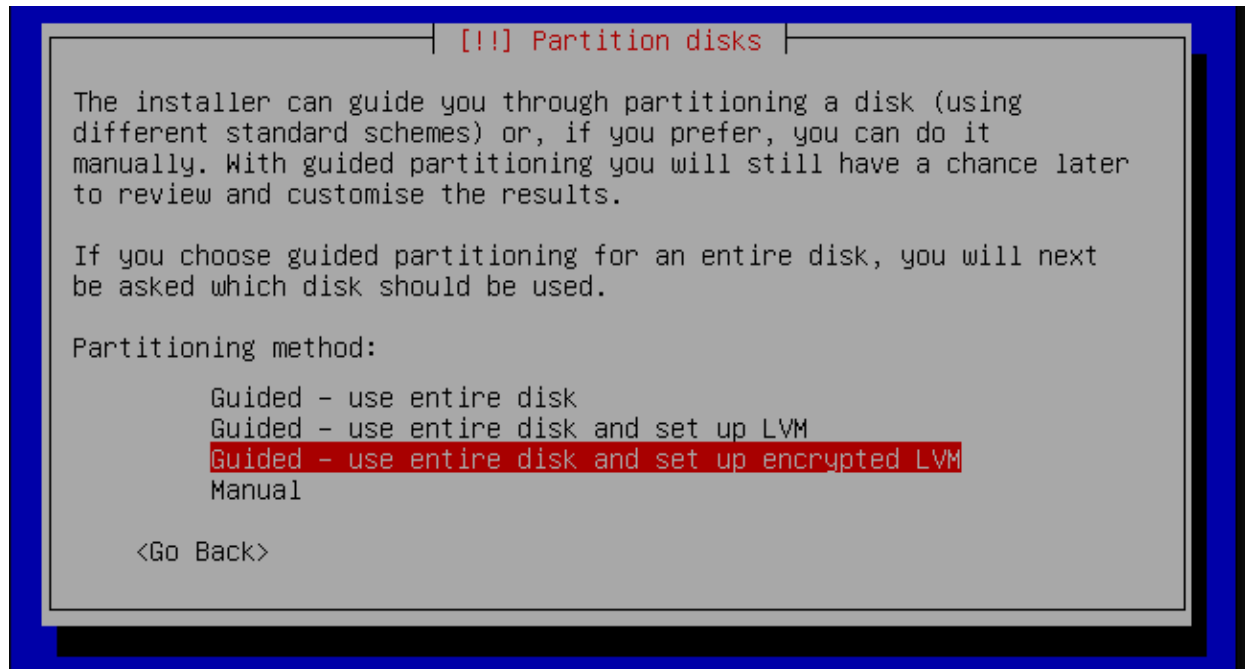 [!!] Partition disks
The installer can guide you through partitioning a disk (using
different standard schemes) or, if you prefer, you can do it
manually. With guided partitioning you will still have a chance later
to review and customise the results.
If you choose guided partitioning for an entire disk, you will next
be asked which disk should be used.
Partitioning method:
Guided – use entire disk
Guided – use entire disk and set up LVM
Guided – use entire disk and set up encrypted LVM
Manual
<Go Back>